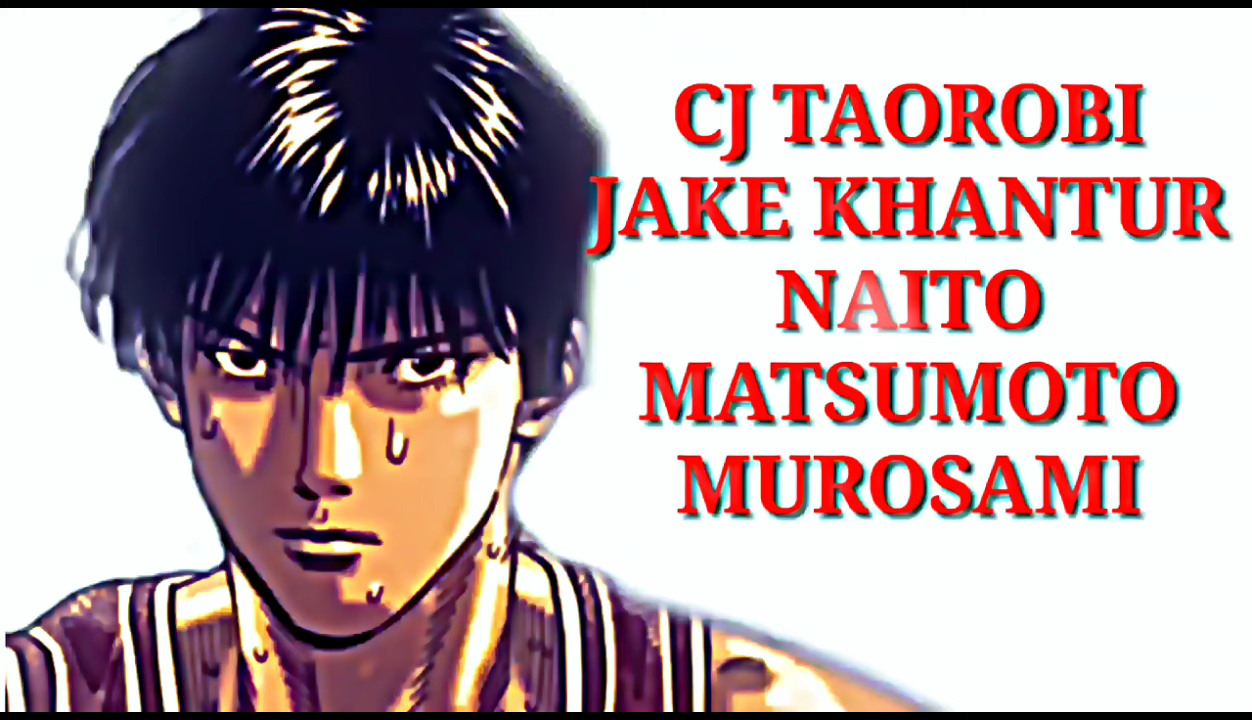 CJ TAOROBI
JAKE KHANTUR
NAITO
MATSUMOTO
MUROSAMI